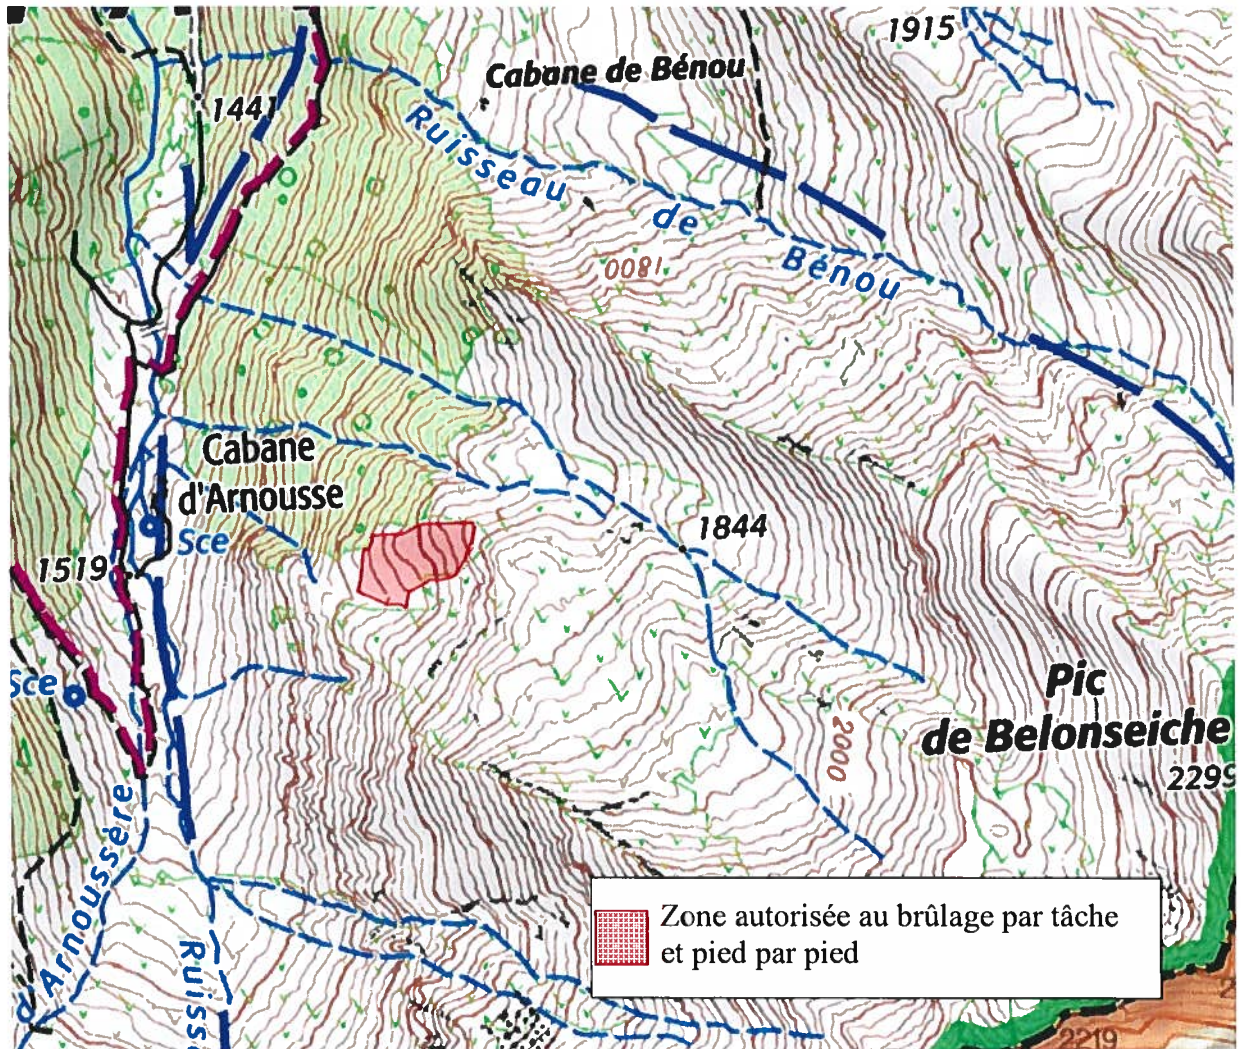 1915
Cabane de Bénou
1441
Ruisseau de Bénou
1800
Cabane
d'Arnousse
Sce
1844
1519
Sce
Pic
de Belonseiche
2299
2000
d'Arnoussère
Zone autorisée au brûlage par tâche
et pied par pied
2219